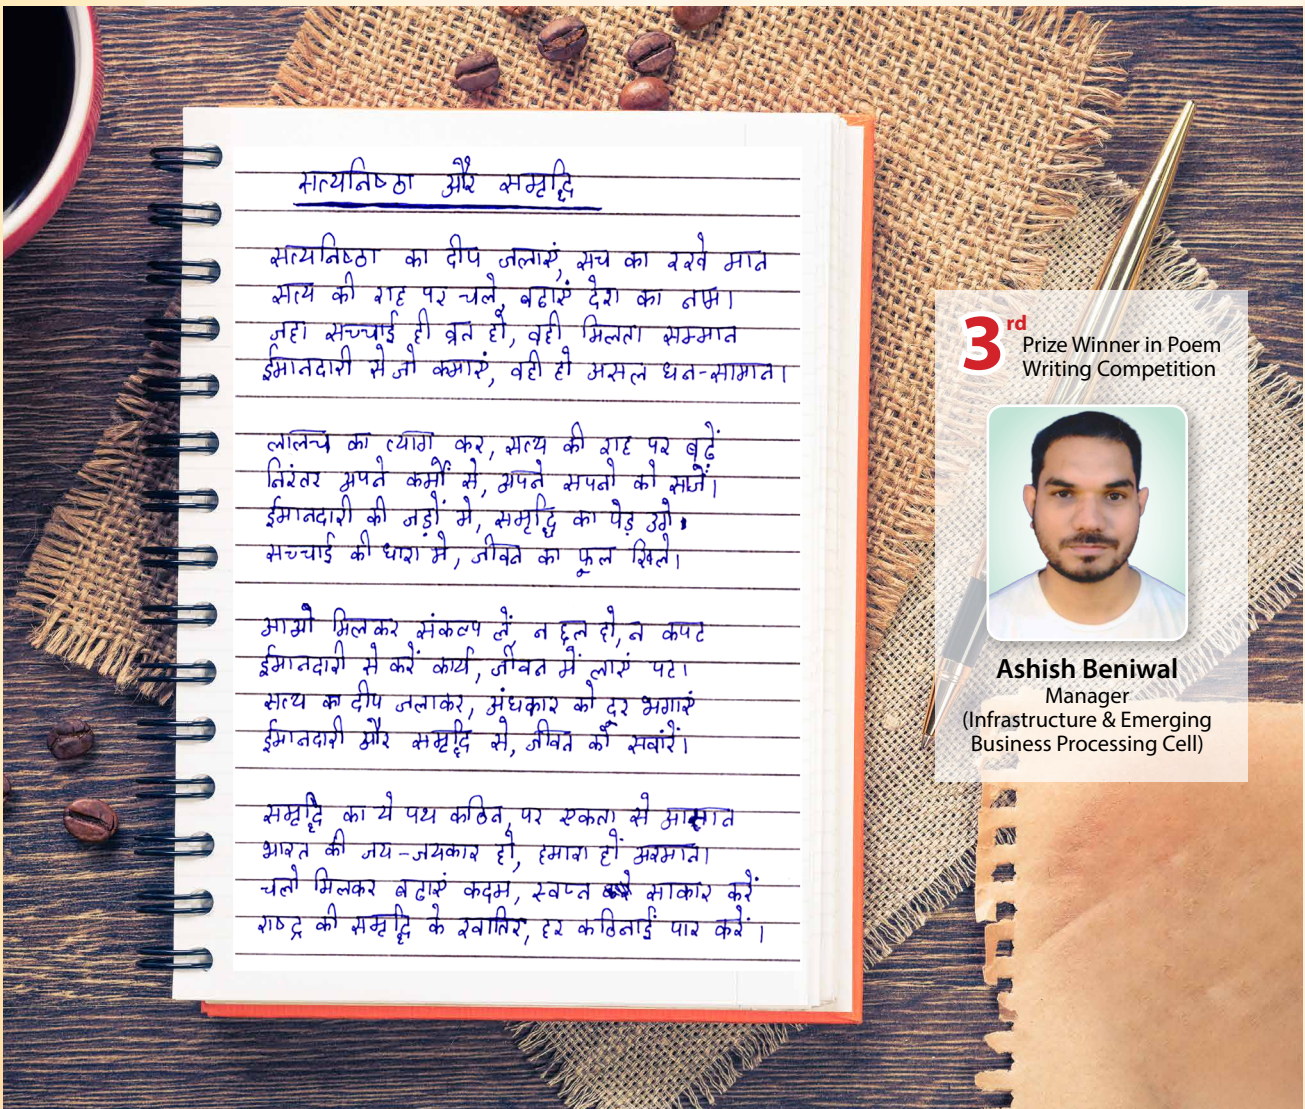 सत्यनिष्ठा और समृद्धि
सत्यनिष्ठा का दीप जलाएं, सच का रखे मान
सत्य की राह पर चले, बढाएं देश का नाम।
जहा सच्चाई ही व्रत हो, वही मिलता सम्मान
ईमानदारी से जो कमाएं, वही हो असल धन-सामान।
लालच का त्याग कर, सत्य की राह पर बढ़ें
निरंतर अपने कर्मों से, अपने सपनो को सजें।
ईमानदारी की जड़ों मे, समृद्धि का पेड़ उगे।
सच्चाई की धारा मे, जीवन का फूल खिले।
आओ मिलकर संकल्प लें, न छल हो, न कपट
ईमानदारी से करें कार्य, जीवन में लाएं पट।
सत्य का दीप जलाकर, अंधकार को दूर भगाएं
ईमानदारी और समृद्धि से, जीवन को सवांरें।
समृद्धि का ये पथ कठिन, पर एकता से आसान
भारत की जय-जयकार हो, हमारा हो अरमान।
चलो मिलकर बढाएं कदम, स्वप्न साकार करें
राष्ट्र की समृद्धि के खातिर, हर कठिनाई पार करें।
3rd
Prize Winner in Poem
Writing Competition
Ashish Beniwal
Manager
(Infrastructure & Emerging
Business Processing Cell)